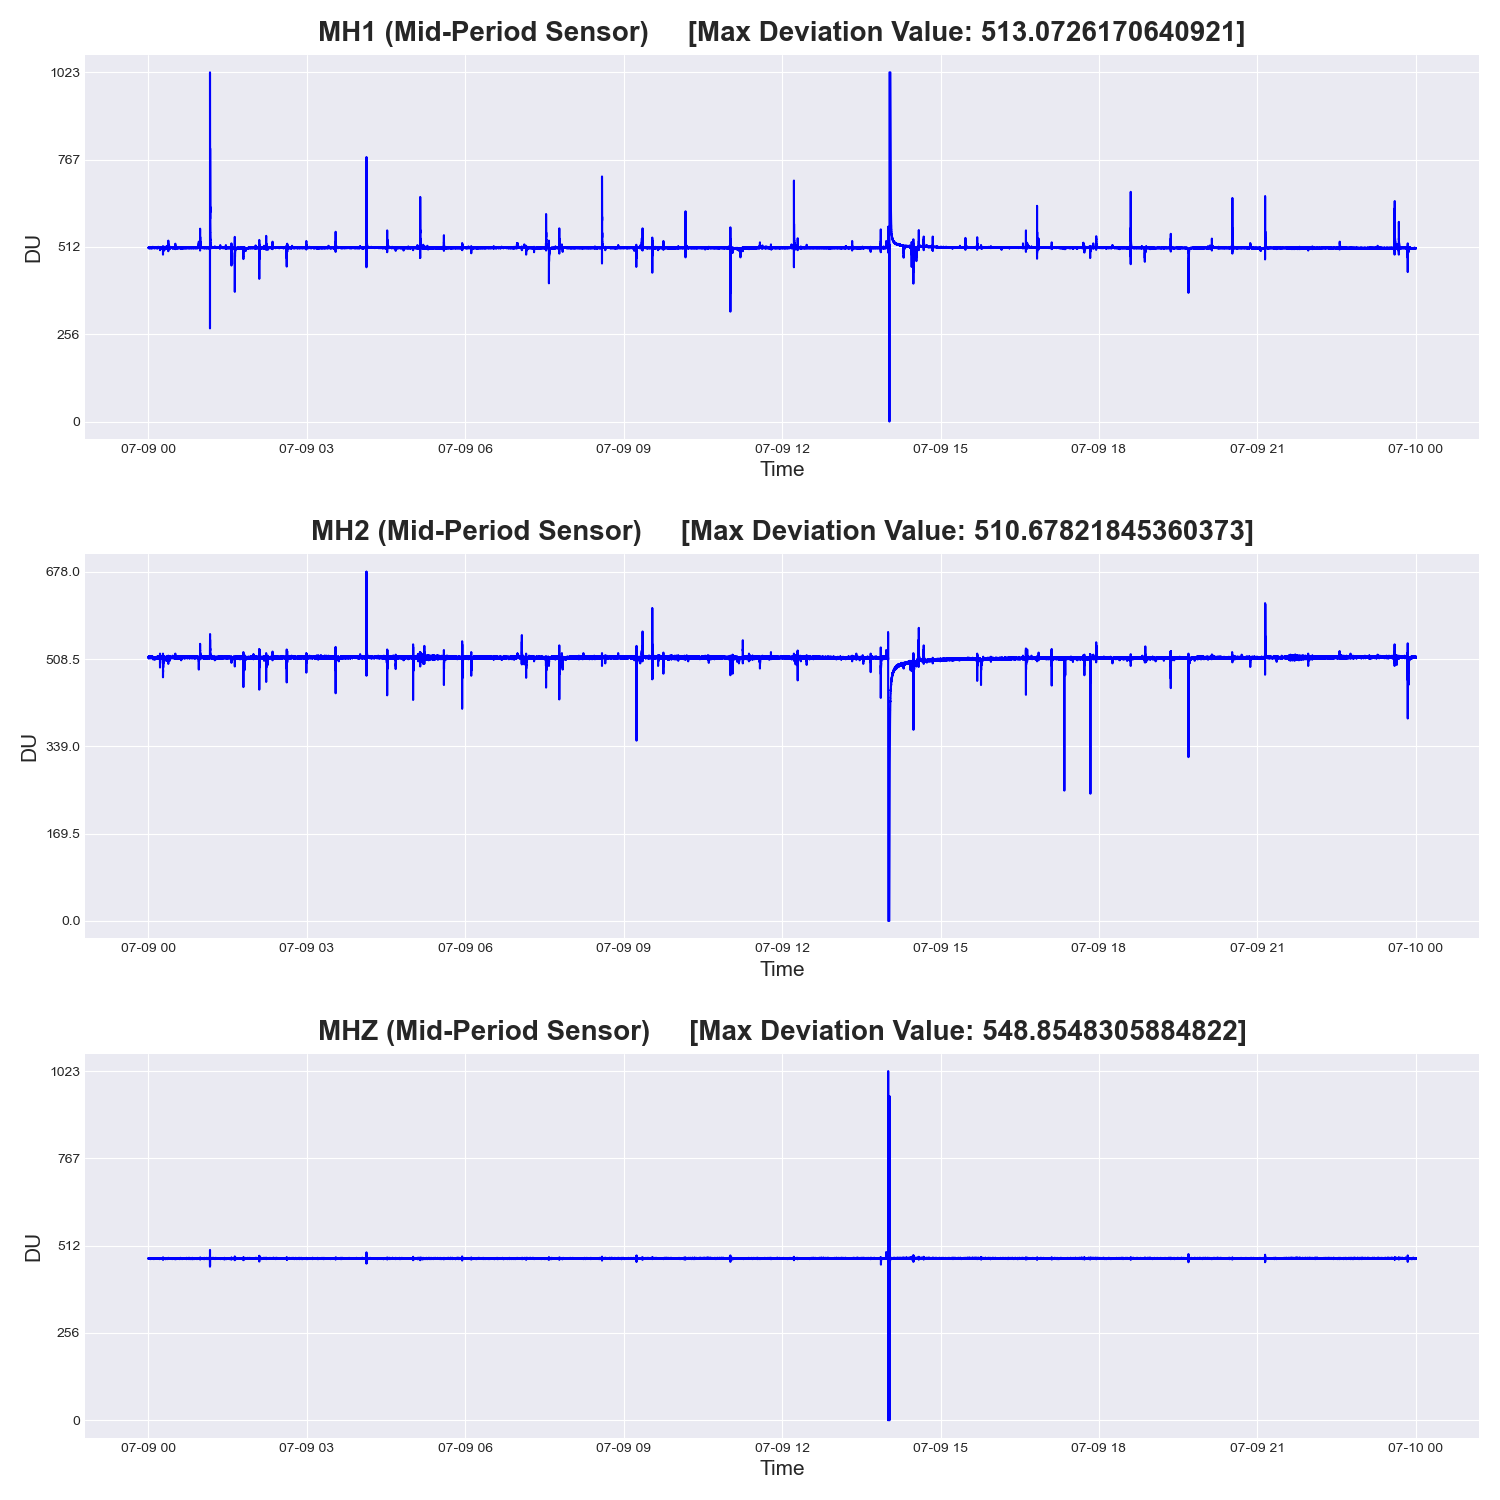 MH1 (Mid-Period Sensor) [Max Deviation Value: 513.0726170640921]
1023
767
512
256
0
DU
07-09 00 07-09 03 07-09 06 07-09 09 07-09 12 07-09 15 07-09 18 07-09 21 07-10 00
Time
MH2 (Mid-Period Sensor) [Max Deviation Value: 510.67821845360373]
678.0
508.5
339.0
169.5
0.0
DU
07-09 00 07-09 03 07-09 06 07-09 09 07-09 12 07-09 15 07-09 18 07-09 21 07-10 00
Time
MHZ (Mid-Period Sensor) [Max Deviation Value: 548.8548305884822]
1023
767
512
256
0
DU
07-09 00 07-09 03 07-09 06 07-09 09 07-09 12 07-09 15 07-09 18 07-09 21 07-10 00
Time